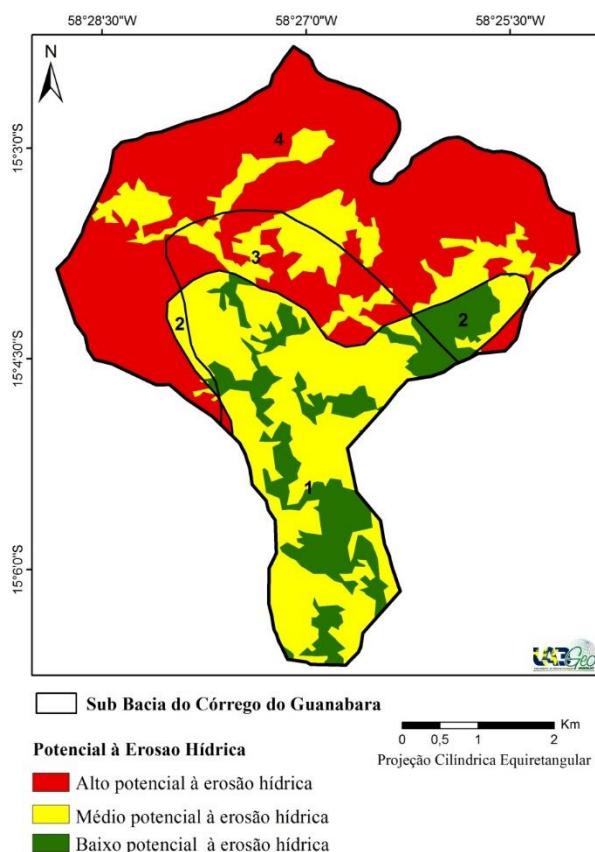 58°28'30"W 58°27'0"W 58°25'30"W
N
15°3'0"S
4
3
2
2
15°4'30"S
1
15°6'0"S
UABGeo
Sub Bacia do Córrego do Guanabara
Km
0 0,5 1 2
Projeção Cilíndrica Equiretangular
Potencial à Erosao Hídrica
Alto potencial à erosão hídrica
Médio potencial à erosão hídrica
Baixo potencial à erosão hídrica